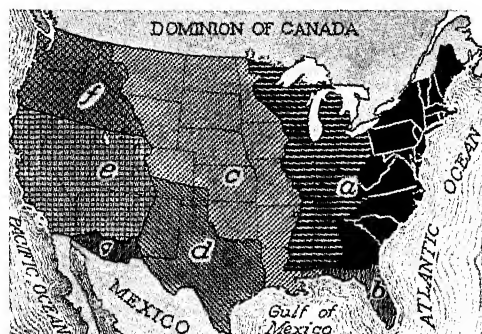 DOMINION OF CANADA
f
e
c
a
OCEAN
d
g
b
PACIFIC OCEAN
MEXICO
Gulf of
Mexico
ATLANTIC